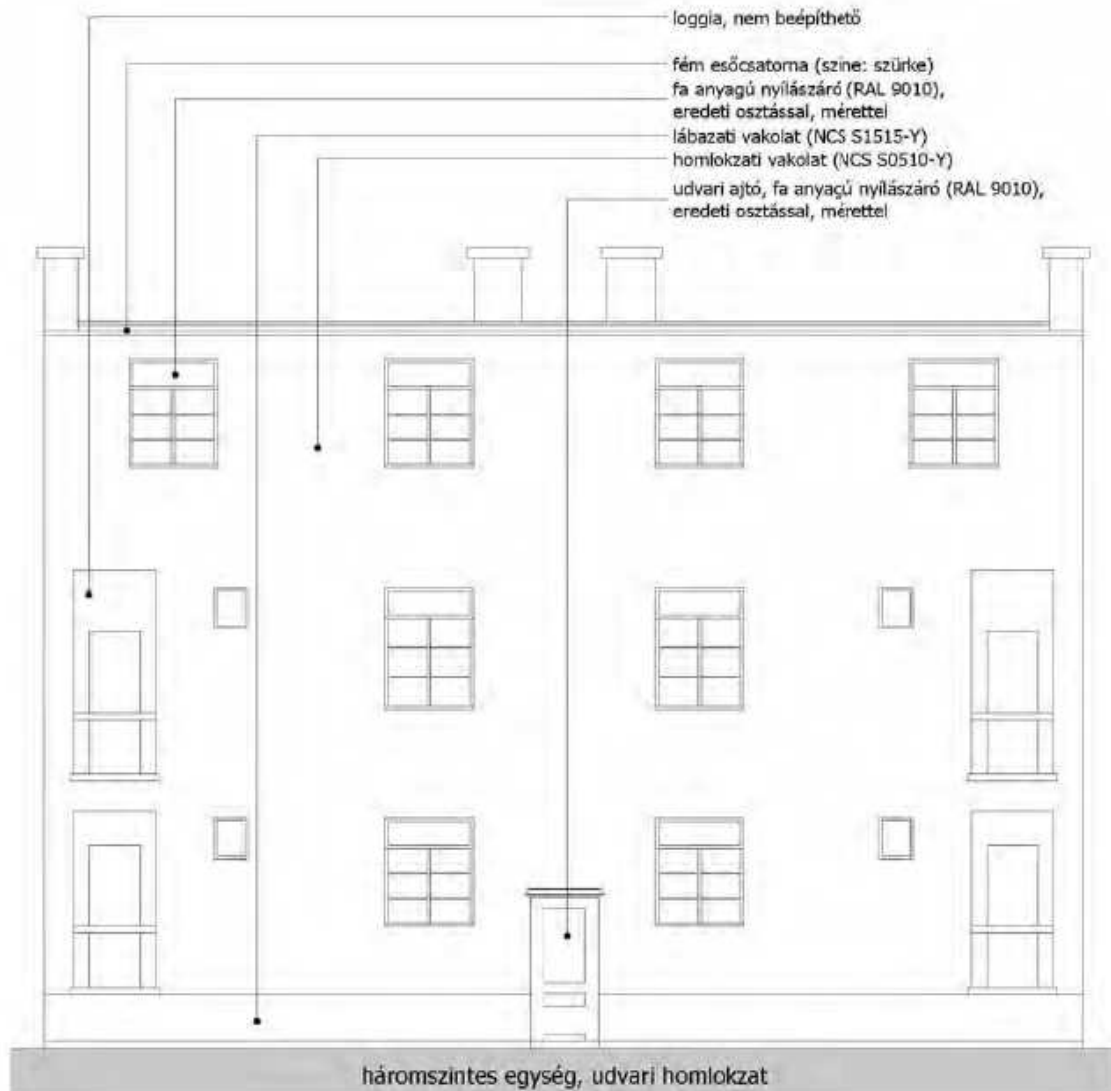 loggia, nem beépíthető
fém esőcsatorna (szine: szürke)
fa anyagú nyílászáró (RAL 9010),
eredeti osztással, mérettel
lábazati vakolat (NCS S1515-Y)
homlokzati vakolat (NCS S0510-Y)
udvari ajtó, fa anyagú nyílászáró (RAL 9010),
eredeti osztással, mérettel
háromszintes egység, udvari homlokzat